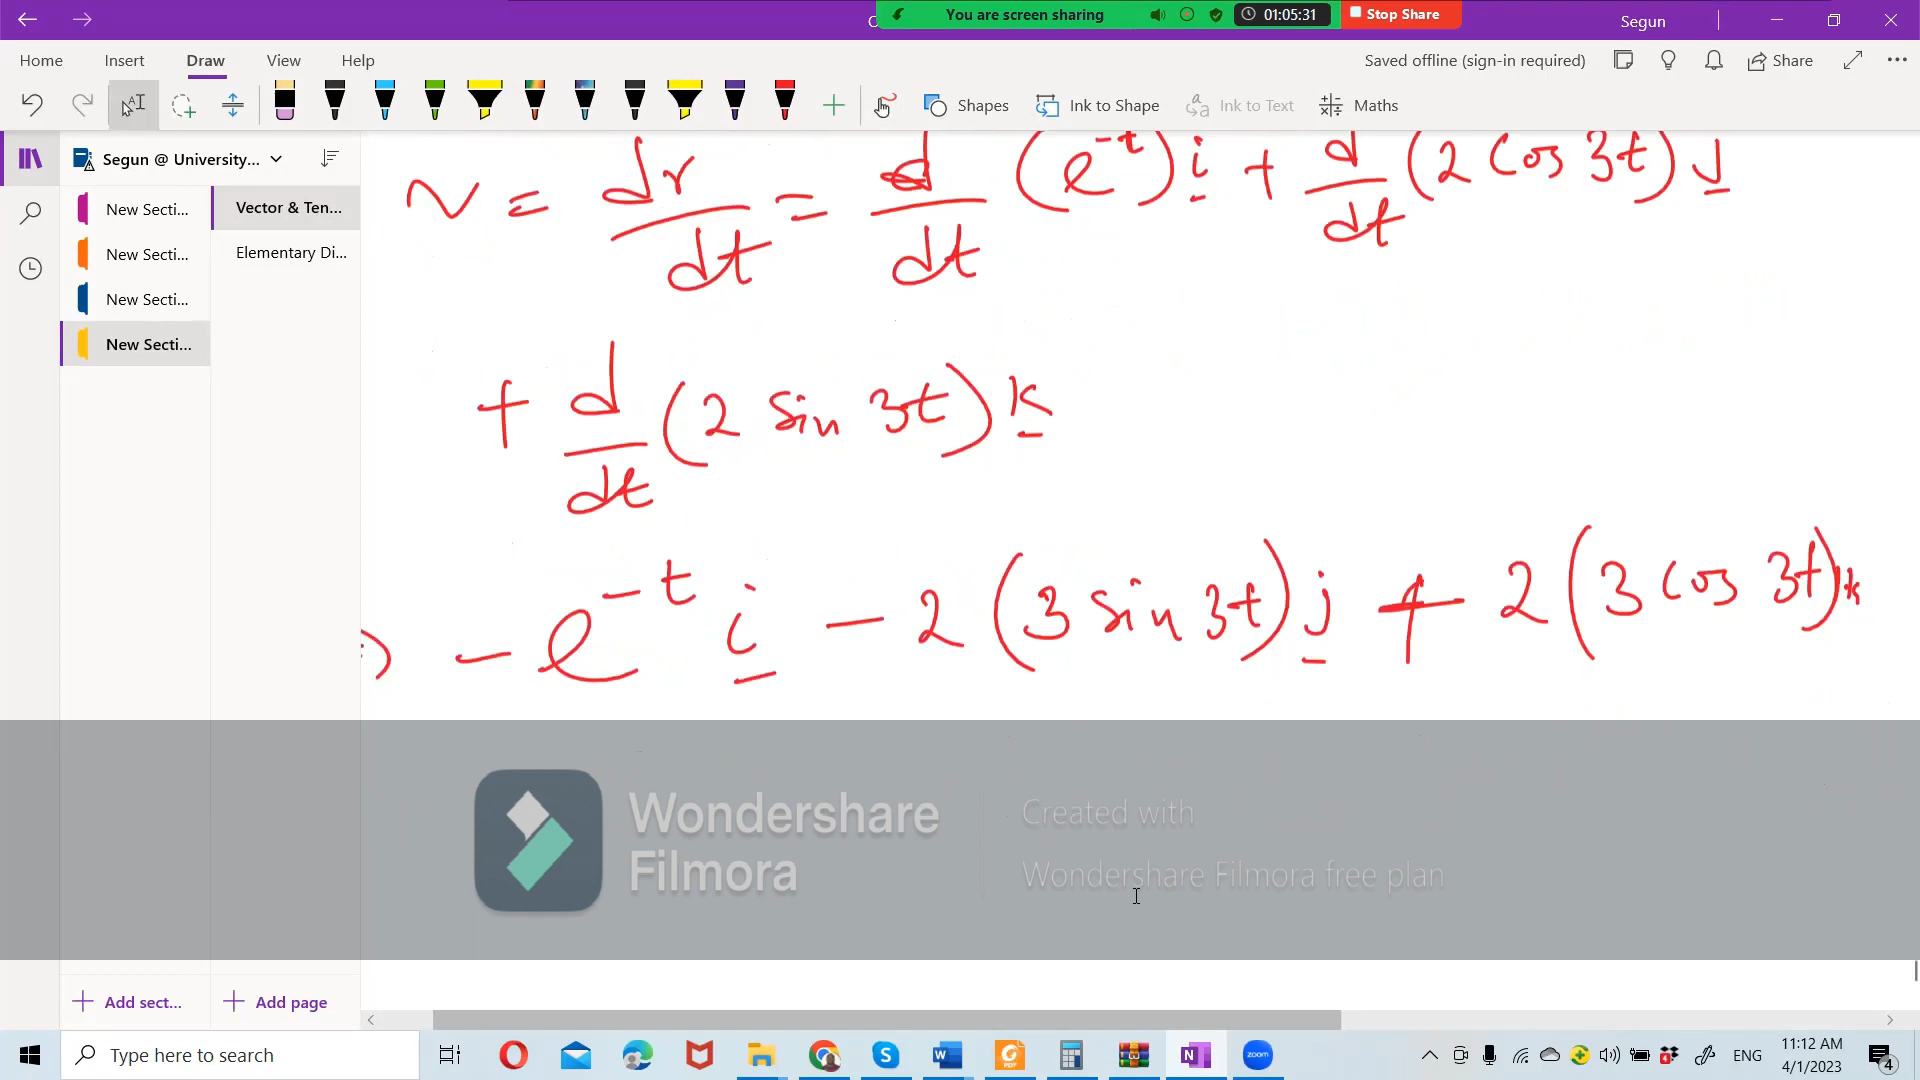 You are screen sharing
01:05:31
Stop Share
Segun
Home Insert Draw View Help
Saved offline (sign-in required)
Share
Shapes
Ink to Shape
Ink to Text
Maths
Segun @ University...
New Secti...
New Secti...
New Secti...
New Secti...
Vector & Ten...
Elementary Di...
v = dr/dt = d/dt (e^-t) i + d/dt (2 cos 3t) j
+ d/dt (2 sin 3t) k
- e^-t i - 2 (3 sin 3t) j + 2 (3 cos 3t) k
Wondershare
Filmora
Created with
Wondershare Filmora free plan
Add sect...
Add page
Type here to search
zoom
ENG
11:12 AM
4/1/2023
4